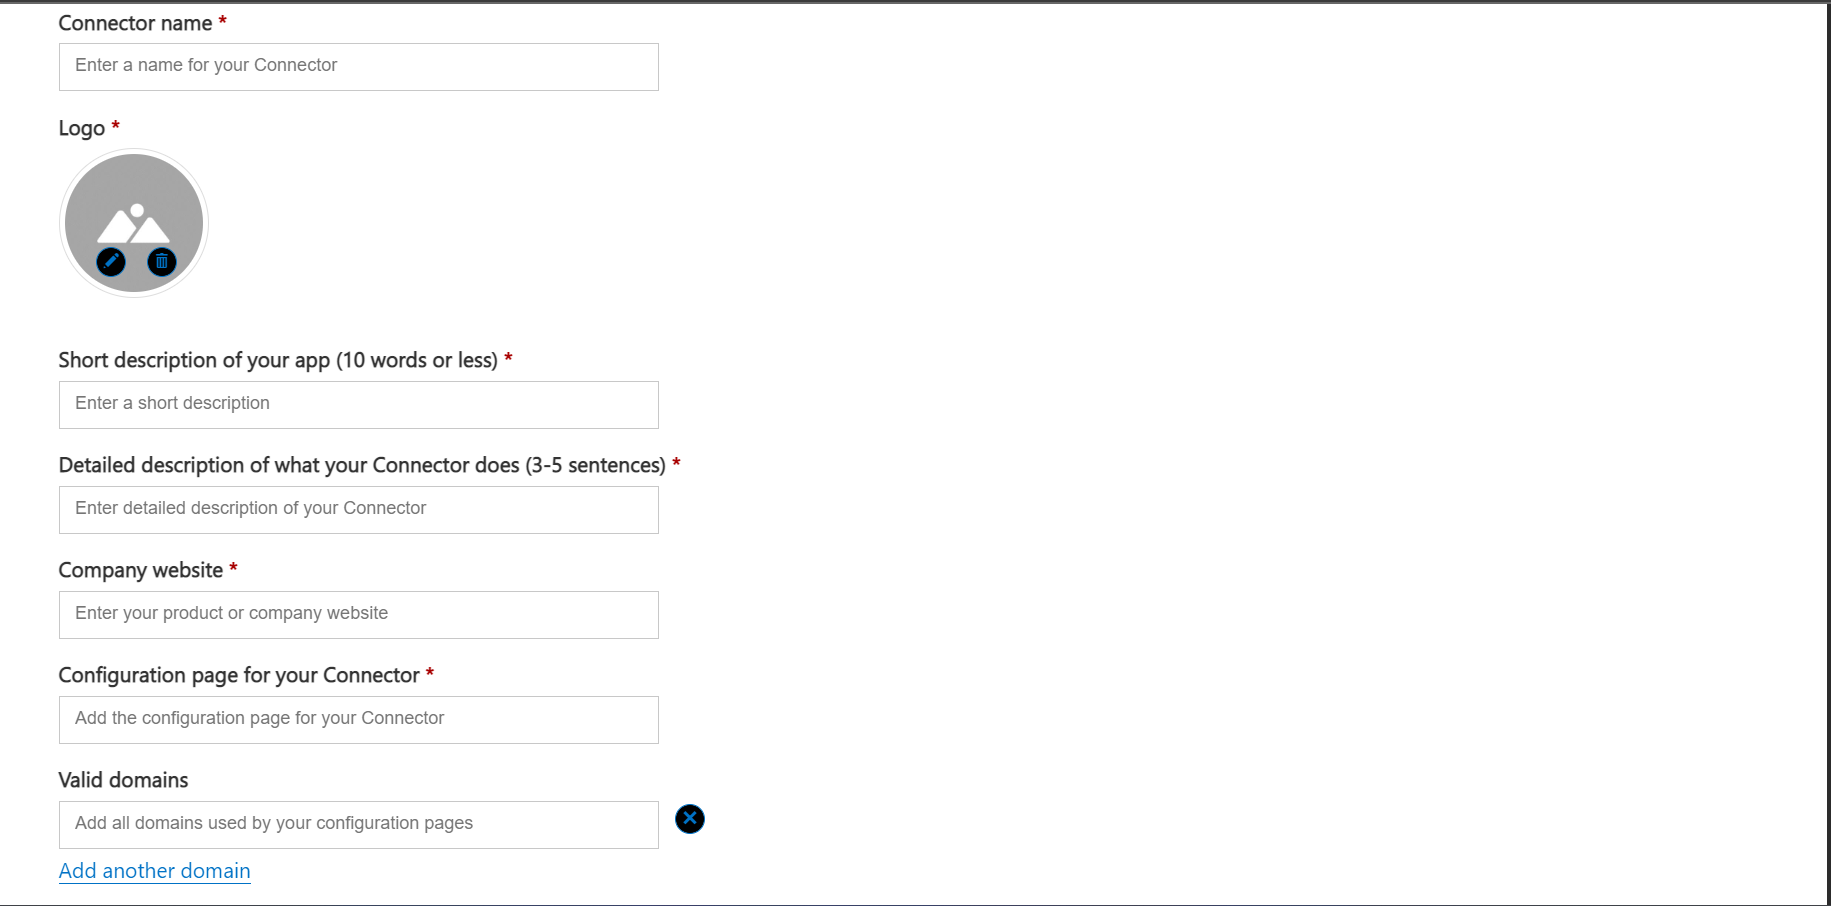 Connector name *
Enter a name for your Connector
Logo *
Short description of your app (10 words or less) *
Enter a short description
Detailed description of what your Connector does (3-5 sentences) *
Enter detailed description of your Connector
Company website *
Enter your product or company website
Configuration page for your Connector *
Add the configuration page for your Connector
Valid domains
Add all domains used by your configuration pages
Add another domain